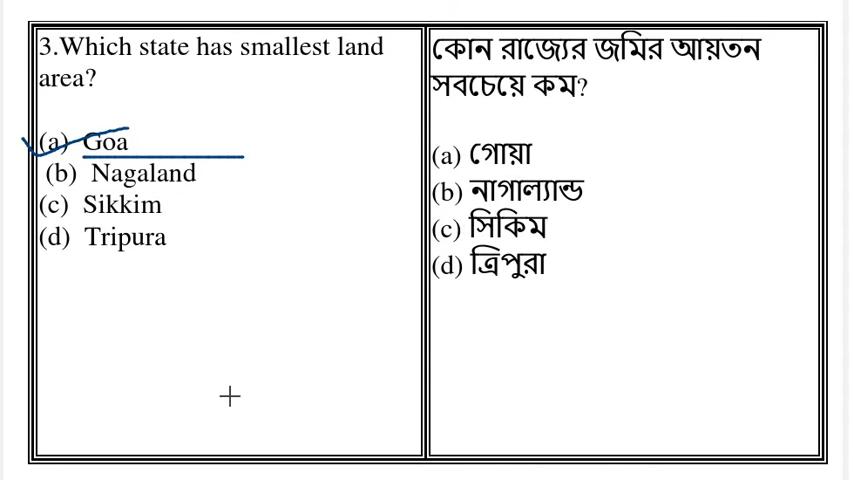 3.Which state has smallest land
area?
(a) Goa
(b) Nagaland
(c) Sikkim
(d) Tripura
কোন রাজ্যের জমির আয়তন
সবচেয়ে কম?
(a) গোয়া
(b) নাগাল্যান্ড
(c) সিকিম
(d) ত্রিপুরা